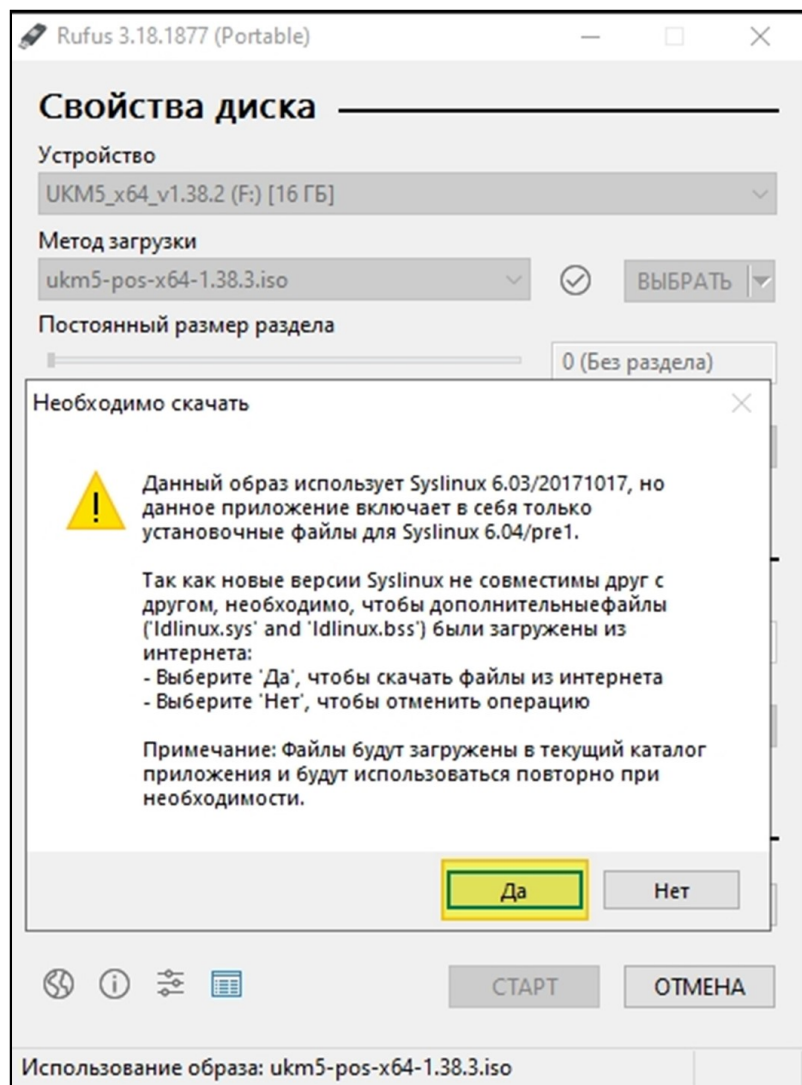 Rufus 3.18.1877 (Portable)
Свойства диска
Устройство
UKM5_x64_v1.38.2 (F:) [16 ГБ]
Метод загрузки
ukm5-pos-x64-1.38.3.iso
ВЫБРАТЬ
Постоянный размер раздела
0 (Без раздела)
Необходимо скачать
Данный образ использует Syslinux 6.03/20171017, но
данное приложение включает в себя только
установочные файлы для Syslinux 6.04/pre1.
Так как новые версии Syslinux не совместимы друг с
другом, необходимо, чтобы дополнительныефайлы
('ldlinux.sys' and 'ldlinux.bss') были загружены из
интернета:
- Выберите 'Да', чтобы скачать файлы из интернета
- Выберите 'Нет', чтобы отменить операцию
Примечание: Файлы будут загружены в текущий каталог
приложения и будут использоваться повторно при
необходимости.
Да
Нет
СТАРТ
ОТМЕНА
Использование образа: ukm5-pos-x64-1.38.3.iso